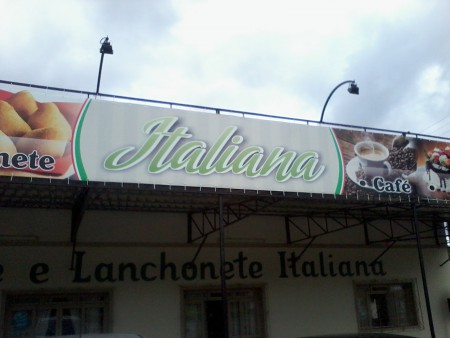 nete
Italiana
Café
e e Lanchonete Italiana